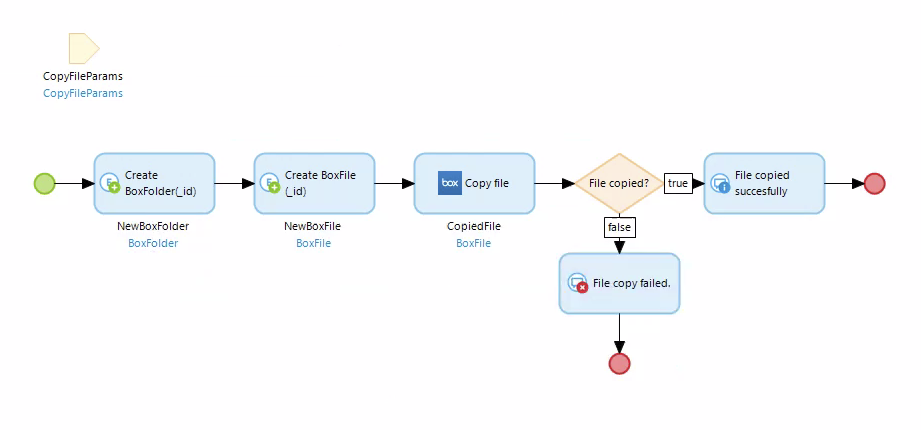 CopyFileParams
CopyFileParams
Create
BoxFolder(_id)
NewBoxFolder
BoxFolder
Create BoxFile
(_id)
NewBoxFile
BoxFile
box
Copy file
CopiedFile
BoxFile
File copied?
true
false
File copied
succesfully
File copy failed.